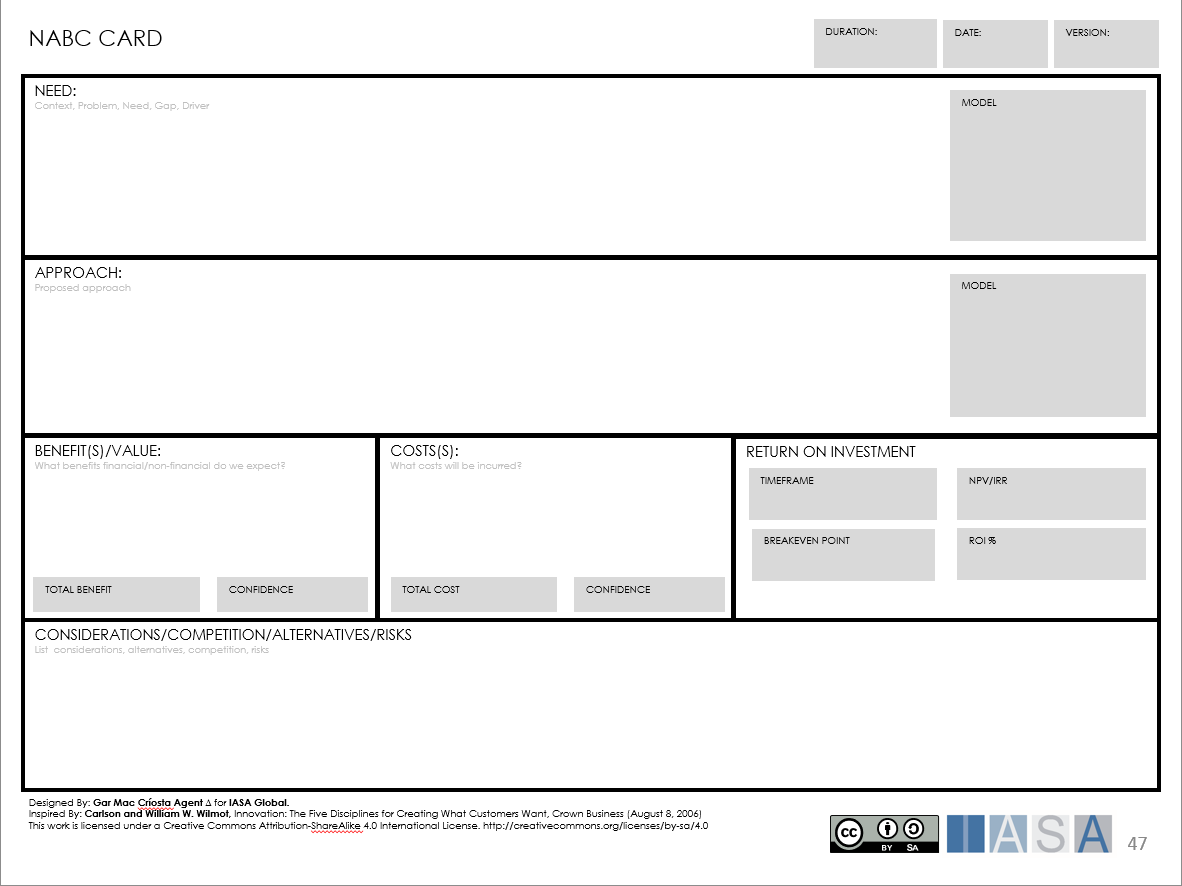 NABC CARD
DURATION:
DATE:
VERSION:
NEED:
Context, Problem, Need, Gap, Driver
MODEL
APPROACH:
Proposed approach
MODEL
BENEFIT(S)/VALUE:
What benefits financial/non-financial do we expect?
TOTAL BENEFIT
CONFIDENCE
COSTS(S):
What costs will be incurred?
TOTAL COST
CONFIDENCE
RETURN ON INVESTMENT
TIMEFRAME
NPV/IRR
BREAKEVEN POINT
ROI %
CONSIDERATIONS/COMPETITION/ALTERNATIVES/RISKS
List  considerations, alternatives, competition, risks
Designed By: Gar Mac Críosta Agent Δ for IASA Global.
Inspired By: Carlson and William W. Wilmot, Innovation: The Five Disciplines for Creating What Customers Want, Crown Business (August 8, 2006)
This work is licensed under a Creative Commons Attribution-ShareAlike 4.0 International License. http://creativecommons.org/licenses/by-sa/4.0
cc
BY SA
IASA
47